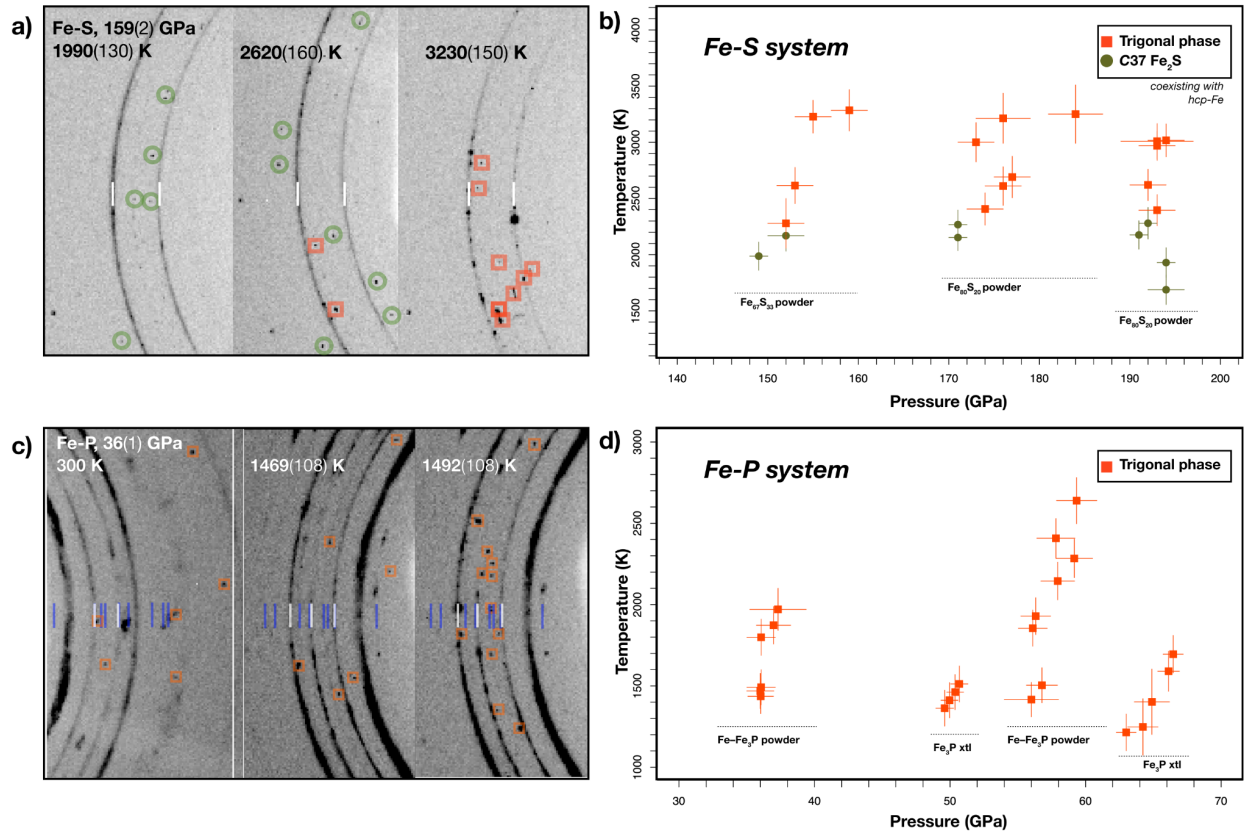 a)
Fe-S, 159(2) GPa
1990(130) K
2620(160) K
3230(150) K
b)
Fe-S system
Trigonal phase
C37 Fe₂S
coexisting with
hcp-Fe
Temperature (K)
4000
3500
3000
2500
2000
1500
Fe₆₇S₃₃ powder
Fe₈₀S₂₀ powder
Fe₈₀S₂₀ powder
140 150 160 170 180 190 200
Pressure (GPa)
c)
Fe-P, 36(1) GPa
300 K
1469(108) K
1492(108) K
d)
Fe-P system
Trigonal phase
Temperature (K)
3000
2500
2000
1500
1000
Fe–Fe₃P powder
Fe₃P xtl
Fe–Fe₃P powder
Fe₃P xtl
30 40 50 60 70
Pressure (GPa)